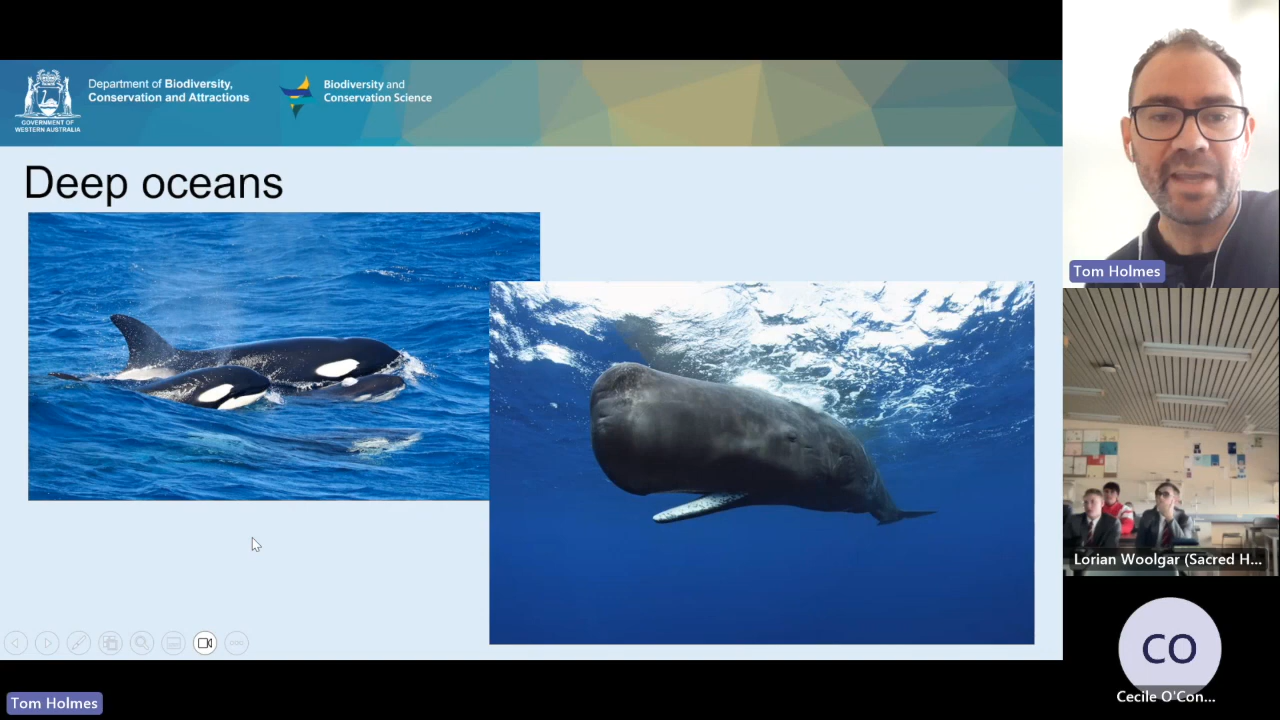 GOVERNMENT OF
WESTERN AUSTRALIA
Department of Biodiversity,
Conservation and Attractions
Biodiversity and
Conservation Science
Deep oceans
Tom Holmes
Lorian Woolgar (Sacred H...
CO
Cecile O'Con...
Tom Holmes